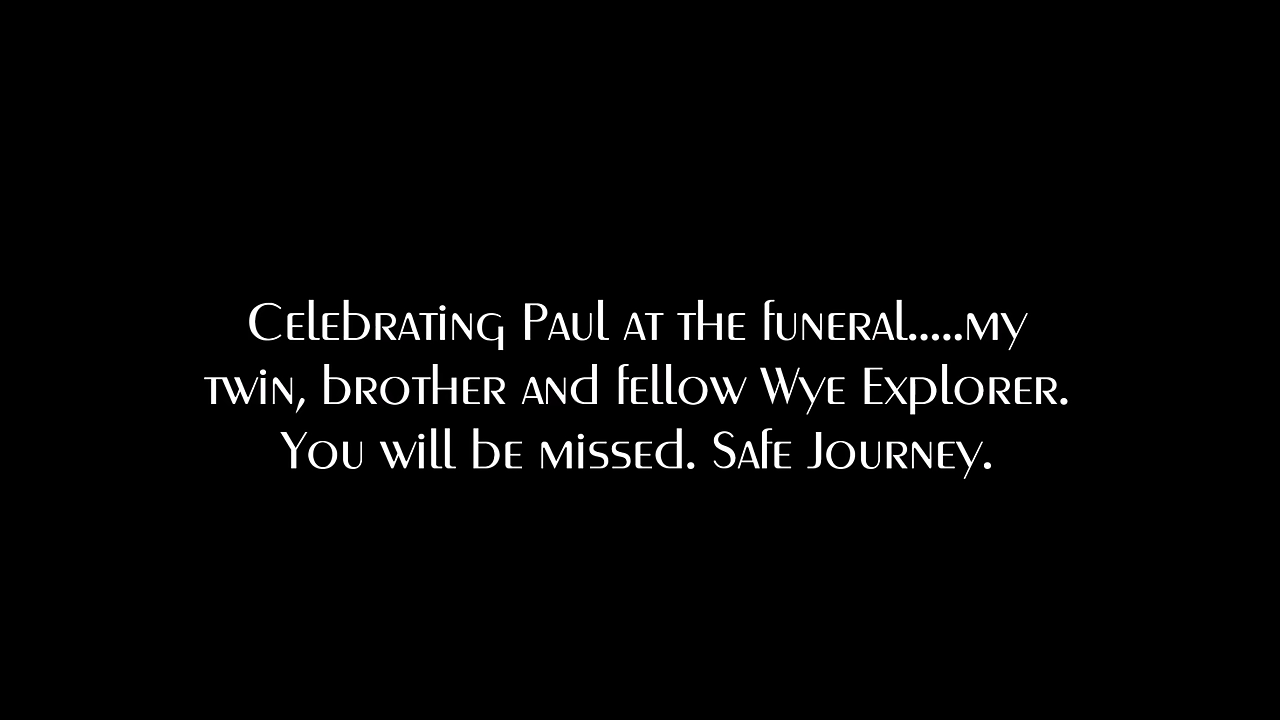 Celebrating Paul at the funeral.....my
twin, brother and fellow Wye Explorer.
You will be missed. Safe Journey.